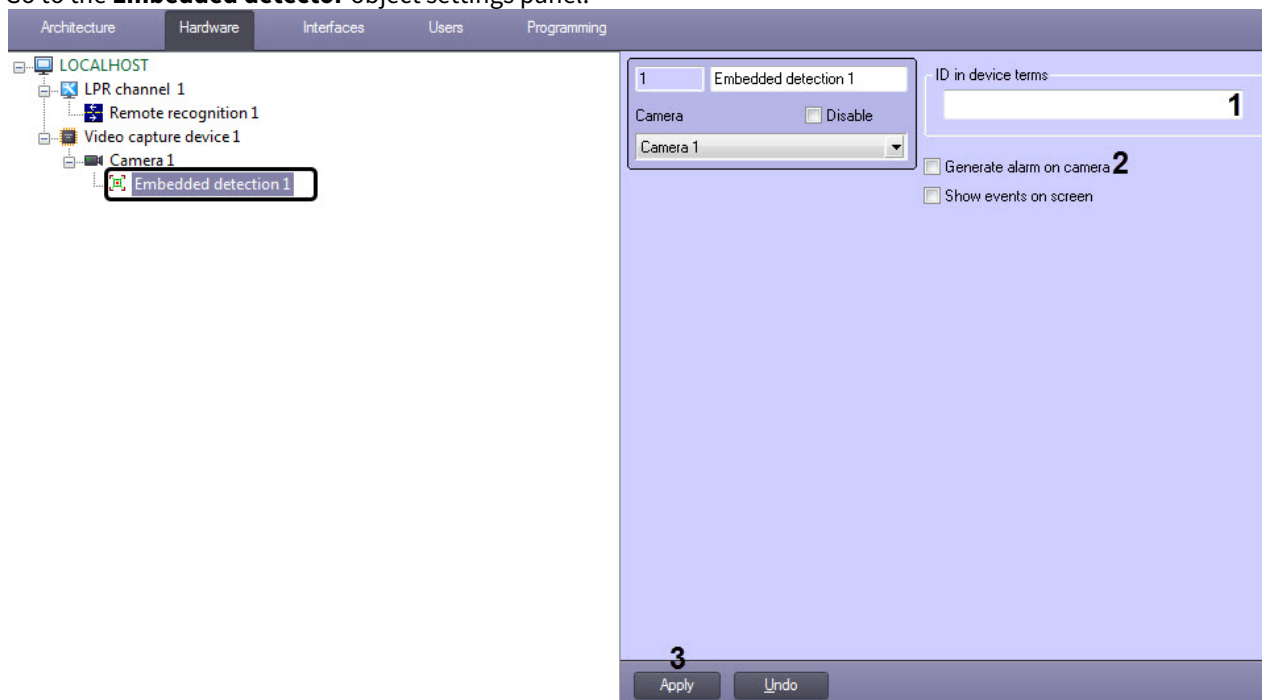 Go to the Embedded detector object settings panel.
Architecture Hardware Interfaces Users Programming
LOCALHOST
LPR channel 1
Remote recognition 1
Video capture device 1
Camera 1
Embedded detection 1
1 Embedded detection 1
Camera Disable
Camera 1
ID in device terms
1
Generate alarm on camera 2
Show events on screen
3
Apply Undo